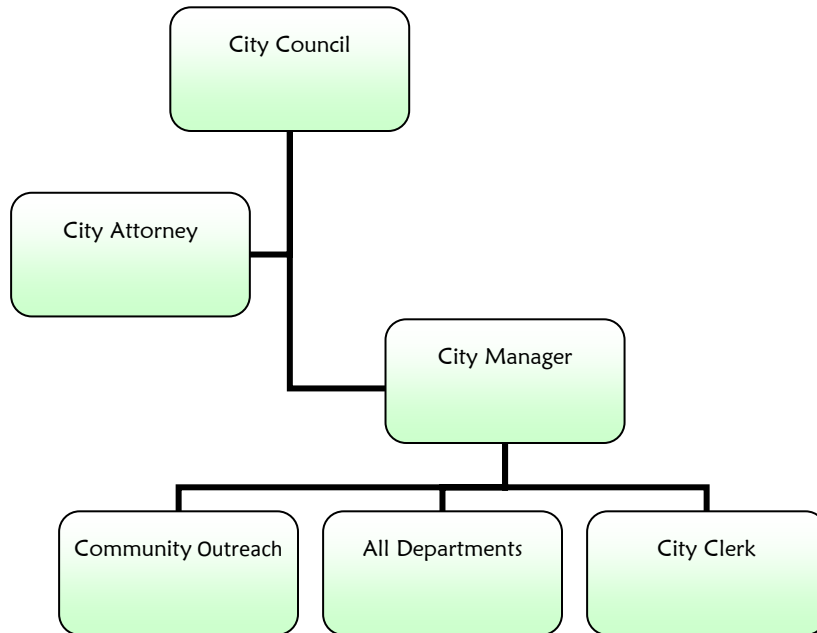 City Council
City Attorney
City Manager
Community Outreach
All Departments
City Clerk